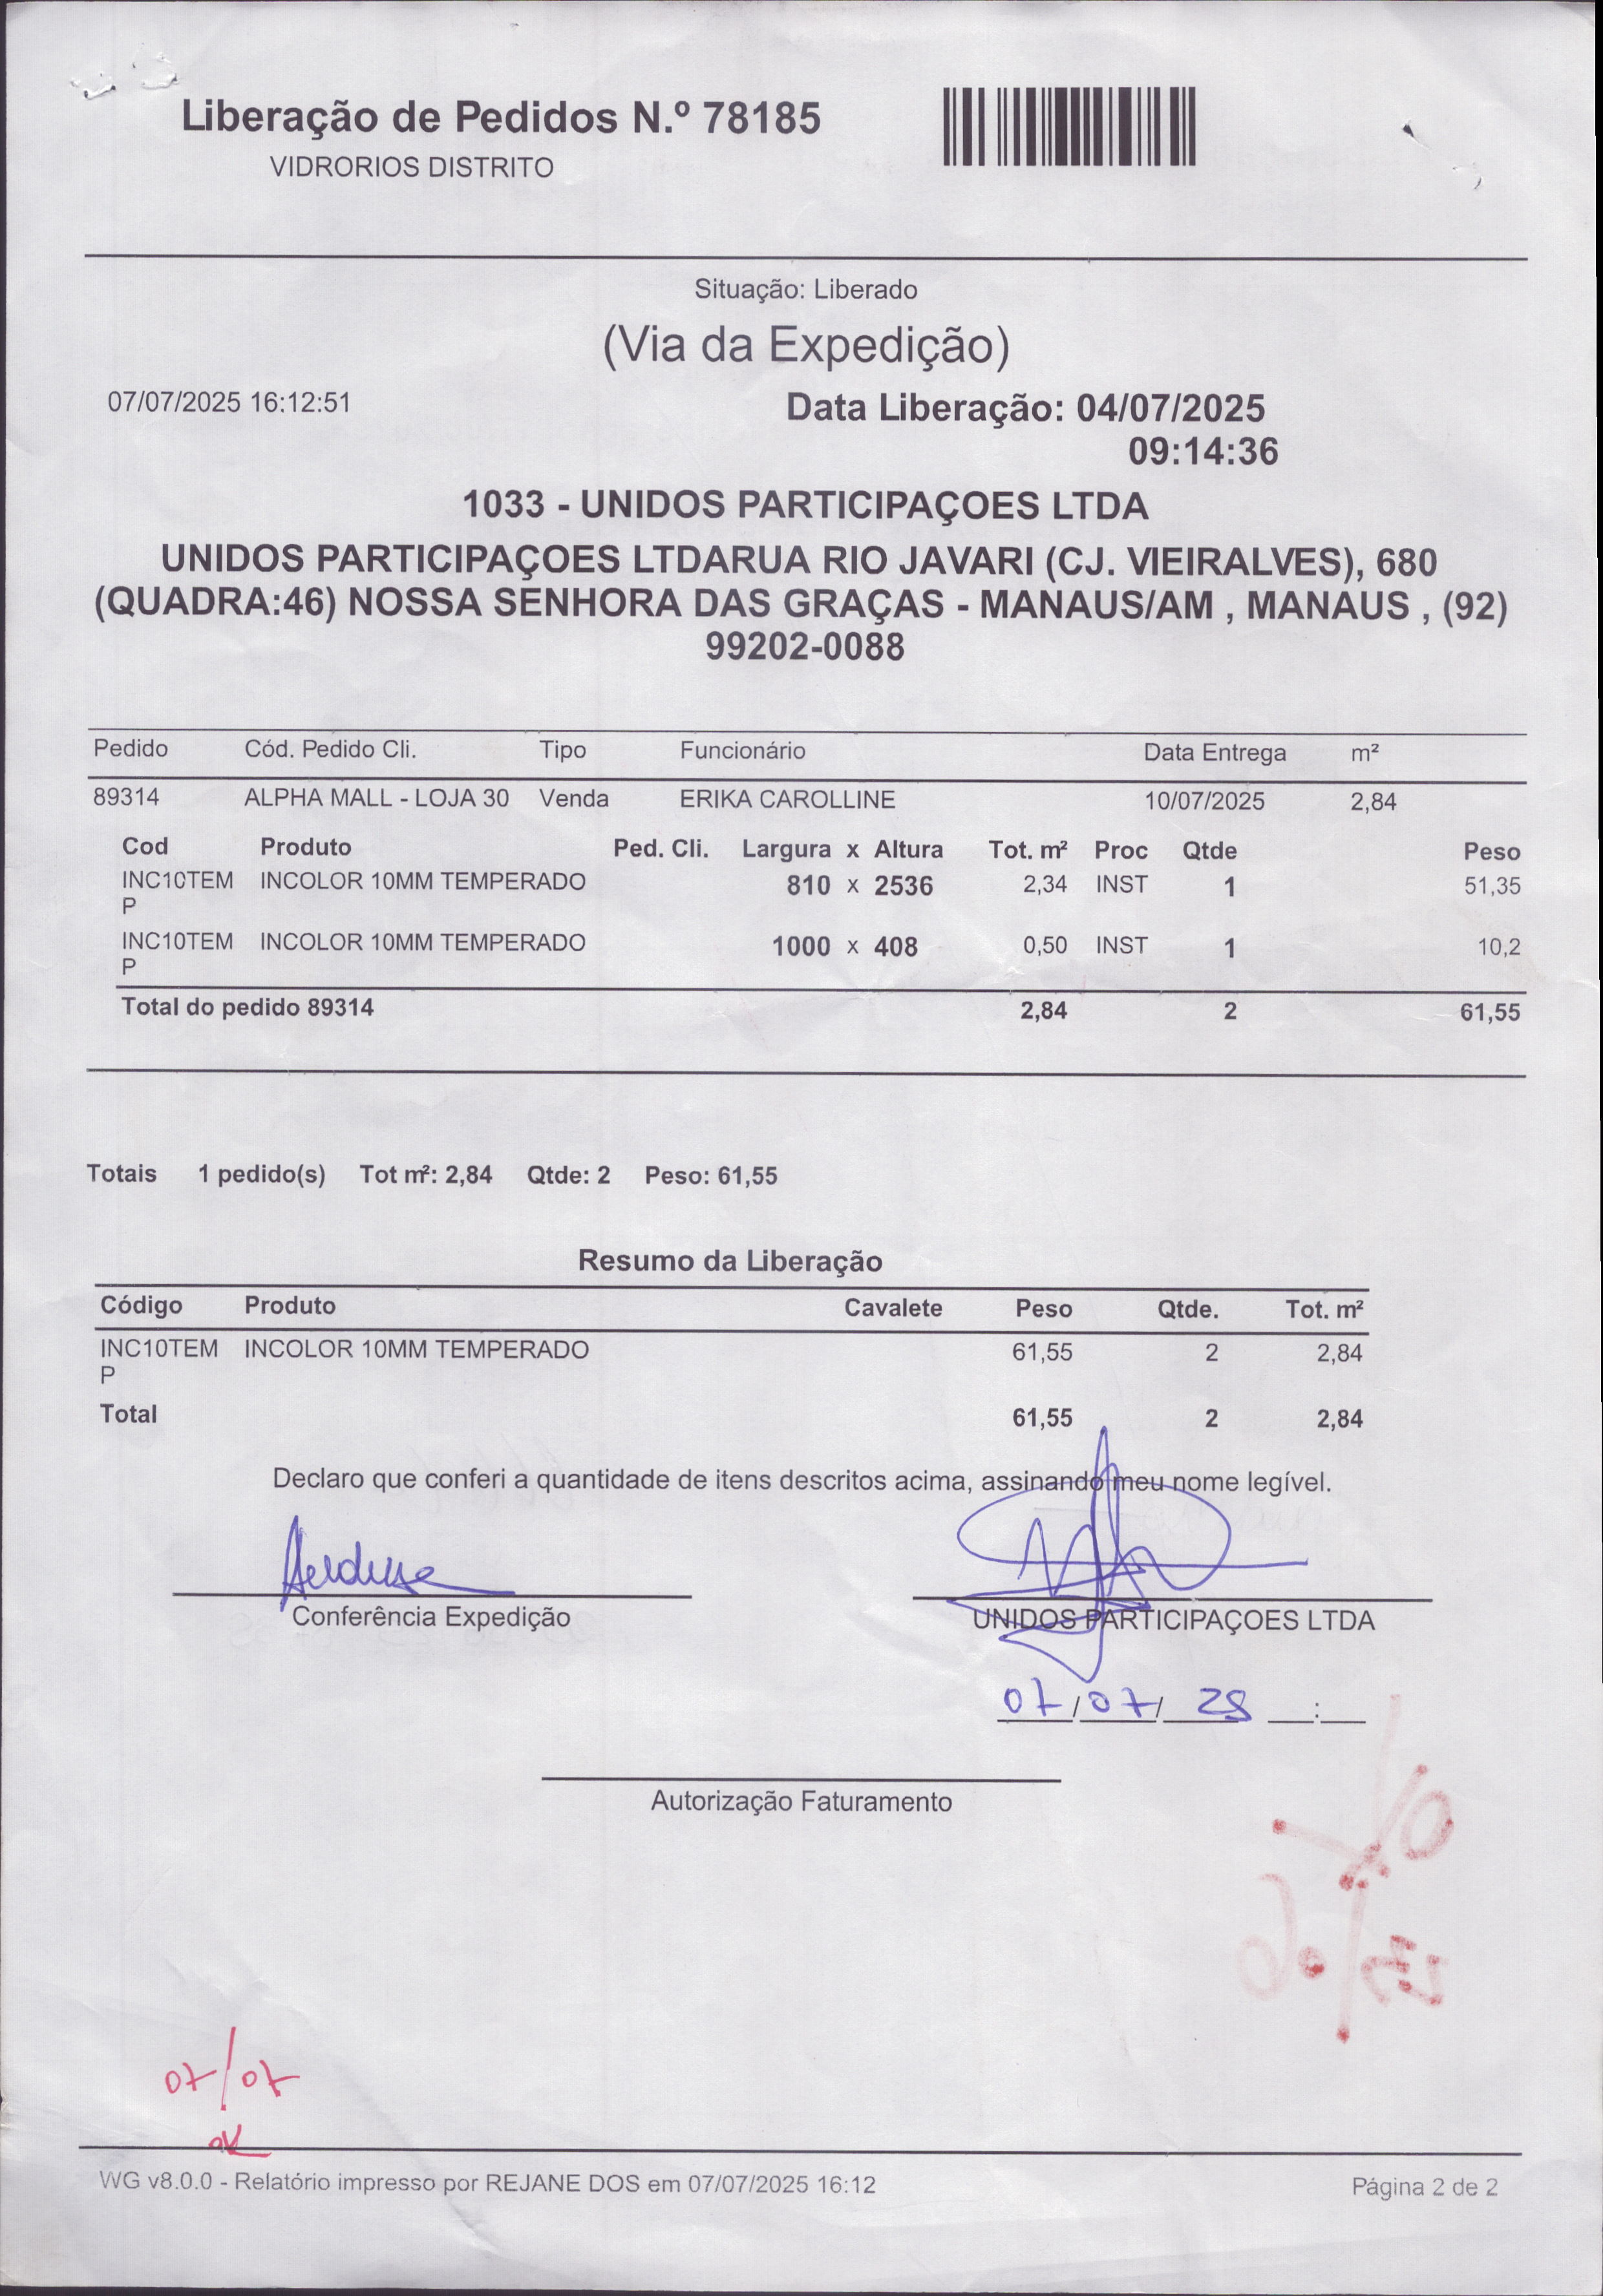 Liberação de Pedidos N.º 78185
VIDRORIOS DISTRITO
Situação: Liberado
(Via da Expedição)
07/07/2025 16:12:51
Data Liberação: 04/07/2025
09:14:36
1033 - UNIDOS PARTICIPAÇOES LTDA
UNIDOS PARTICIPAÇOES LTDARUA RIO JAVARI (CJ. VIEIRALVES), 680
(QUADRA:46) NOSSA SENHORA DAS GRAÇAS - MANAUS/AM , MANAUS , (92)
99202-0088
Pedido Cód. Pedido Cli. Tipo Funcionário Data Entrega m²
89314 ALPHA MALL - LOJA 30 Venda ERIKA CAROLLINE 10/07/2025 2,84
Cod Produto Ped. Cli. Largura x Altura Tot. m² Proc Qtde Peso
INC10TEM INCOLOR 10MM TEMPERADO 810 x 2536 2,34 INST 1 51,35
P
INC10TEM INCOLOR 10MM TEMPERADO 1000 x 408 0,50 INST 1 10,2
P
Total do pedido 89314 2,84 2 61,55
Totais 1 pedido(s) Tot m²: 2,84 Qtde: 2 Peso: 61,55
Resumo da Liberação
Código Produto Cavalete Peso Qtde. Tot. m²
INC10TEM INCOLOR 10MM TEMPERADO 61,55 2 2,84
P
Total 61,55 2 2,84
Declaro que conferi a quantidade de itens descritos acima, assinando meu nome legível.
Conferência Expedição
UNIDOS PARTICIPAÇOES LTDA
07/07/25 __:__
Autorização Faturamento
07/07
OK
WG v8.0.0 - Relatório impresso por REJANE DOS em 07/07/2025 16:12
Página 2 de 2